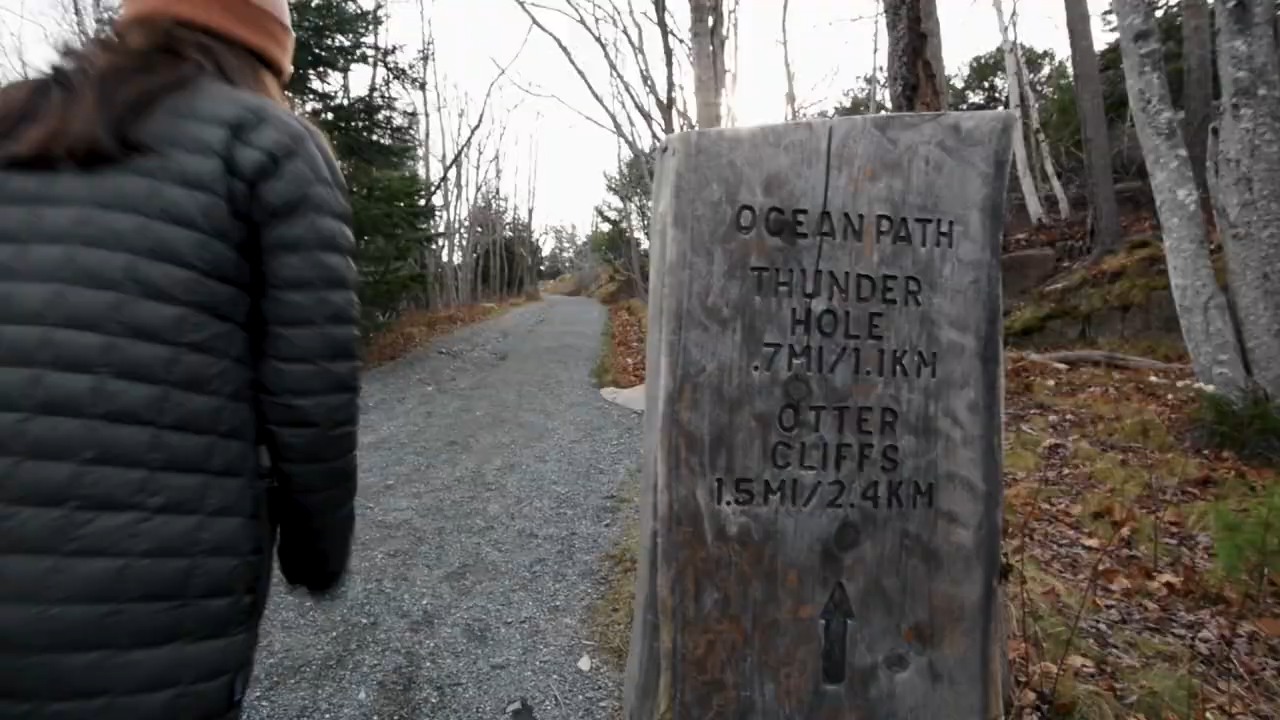 OCEAN PATH
THUNDER
HOLE
.7MI/1.1KM
OTTER
CLIFFS
1.5MI/2.4KM